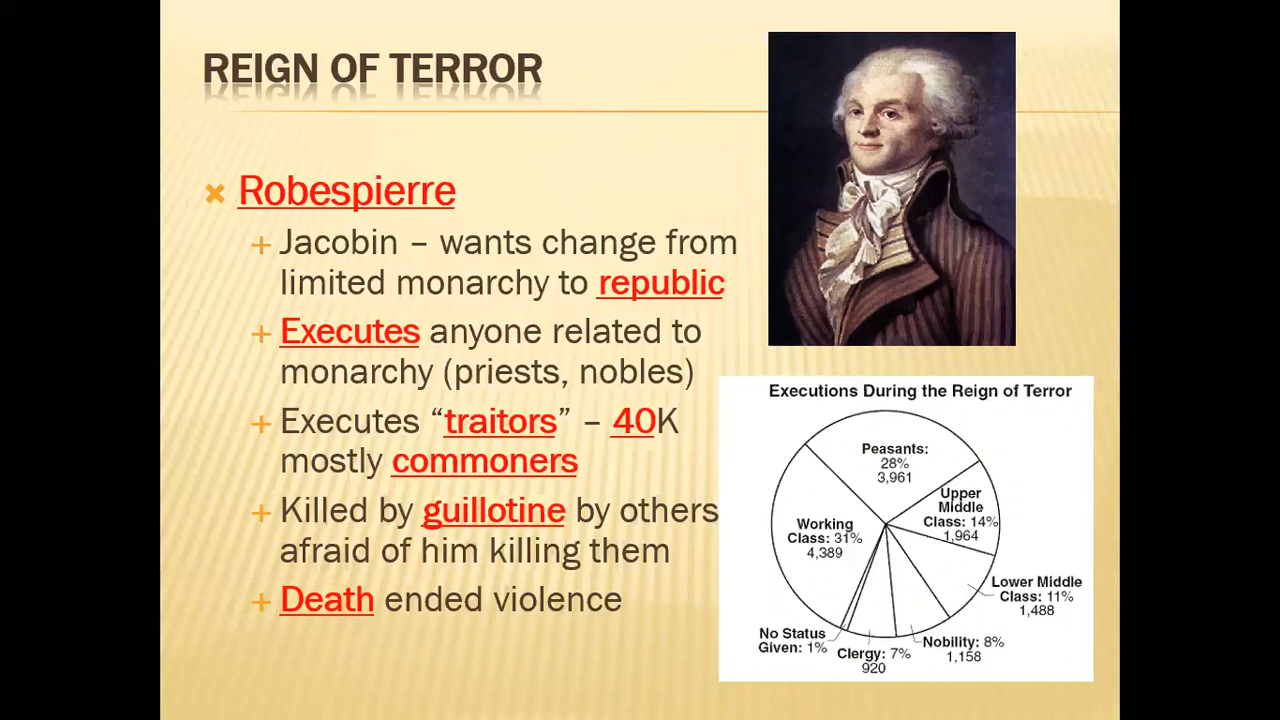 REIGN OF TERROR
Robespierre
Jacobin – wants change from
limited monarchy to republic
Executes anyone related to
monarchy (priests, nobles)
Executes “traitors” – 40K
mostly commoners
Killed by guillotine by others
afraid of him killing them
Death ended violence
Executions During the Reign of Terror
Peasants:
28%
3,961
Upper
Middle
Class: 14%
1,964
Working
Class: 31%
4,389
Lower Middle
Class: 11%
1,488
No Status
Given: 1%
Clergy: 7%
920
Nobility: 8%
1,158